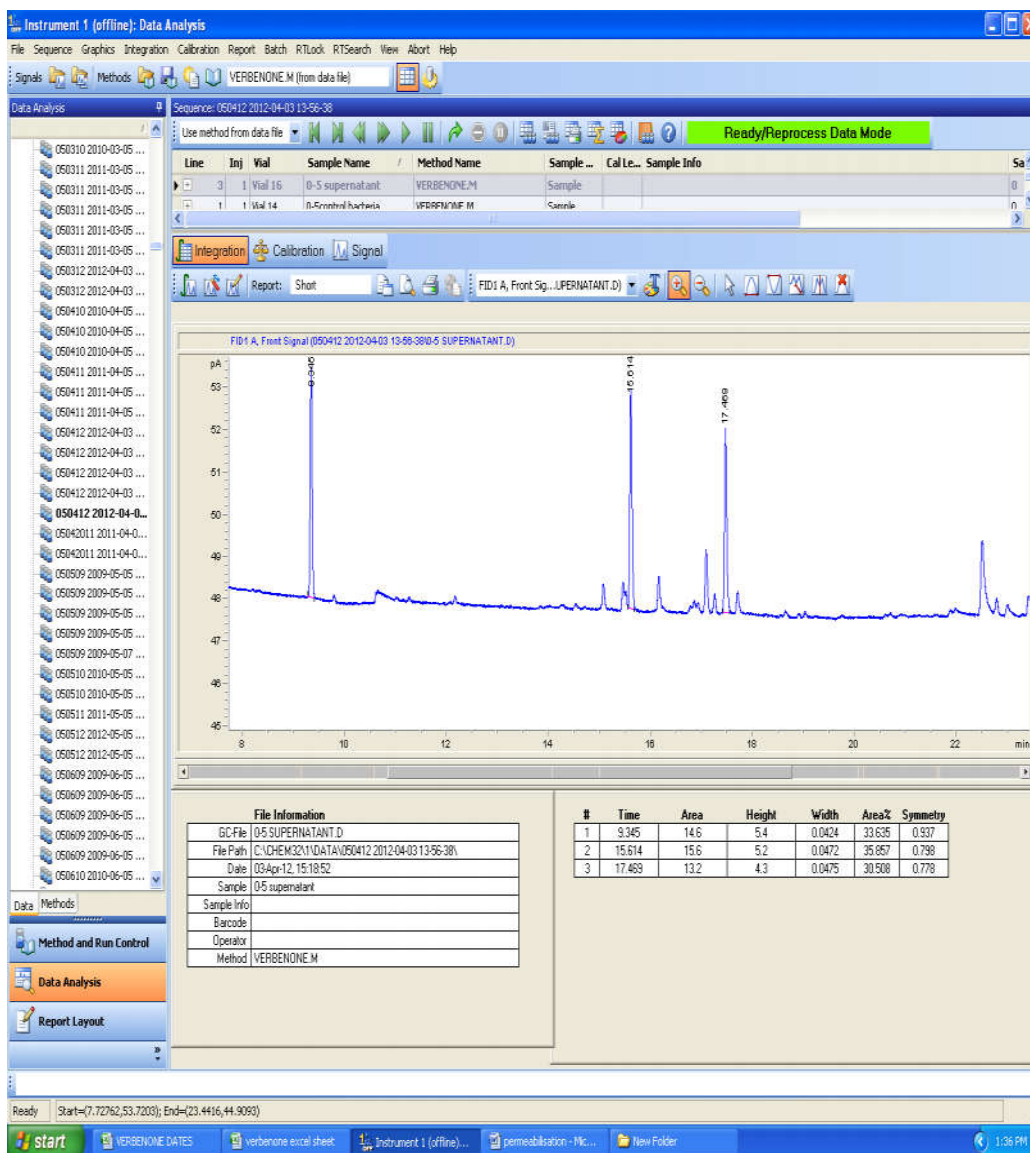 Instrument 1 (offline): Data Analysis
File Sequence Graphics Integration Calibration Report Batch RTLock RTSearch View Abort Help
Signals Methods VERBENONE.M (from data file)
Data Analysis
Sequence: 050412 2012-04-03 13-56-38
Use method from data file
Ready/Reprocess Data Mode
Line Inj Vial Sample Name / Method Name Sample ... Cal Le... Sample Info Sa
3 1 Vial 16 0-5 supernatant VERBENONE.M Sample 0
1 1 Vial 14 0-5control bacteria VERBENONE.M Sample 0
Integration Calibration Signal
Report: Short
FID1 A, Front Sig...UPERNATANT.D)
FID1 A, Front Signal (050412 2012-04-03 13-56-38\0-5 SUPERNATANT.D)
050310 2010-03-05 ...
050311 2011-03-05 ...
050311 2011-03-05 ...
050311 2011-03-05 ...
050311 2011-03-05 ...
050311 2011-03-05 ...
050312 2012-04-03 ...
050312 2012-04-03 ...
050410 2010-04-05 ...
050410 2010-04-05 ...
050410 2010-04-05 ...
050411 2011-04-05 ...
050411 2011-04-05 ...
050411 2011-04-05 ...
050412 2012-04-03 ...
050412 2012-04-03 ...
050412 2012-04-03 ...
050412 2012-04-03 ...
050412 2012-04-0...
05042011 2011-04-0...
05042011 2011-04-0...
050509 2009-05-05 ...
050509 2009-05-05 ...
050509 2009-05-05 ...
050509 2009-05-05 ...
050509 2009-05-07 ...
050510 2010-05-05 ...
050510 2010-05-05 ...
050511 2011-05-05 ...
050512 2012-05-05 ...
050512 2012-05-05 ...
050609 2009-06-05 ...
050609 2009-06-05 ...
050609 2009-06-05 ...
050609 2009-06-05 ...
050609 2009-06-05 ...
050610 2010-06-05 ...
Data Methods
Method and Run Control
Data Analysis
Report Layout
pA
53
52
51
50
49
48
47
46
45
9.345
15.614
17.469
8 10 12 14 16 18 20 22 min
File Information
GC-File 0-5 SUPERNATANT.D
File Path C:\CHEM32\1\DATA\050412 2012-04-03 13-56-38\
Date 03-Apr-12, 15:18:52
Sample 0-5 supernatant
Sample Info
Barcode
Operator
Method VERBENONE.M
# Time Area Height Width Area% Symmetry
1 9.345 14.6 5.4 0.0424 33.635 0.937
2 15.614 15.6 5.2 0.0472 35.857 0.798
3 17.469 13.2 4.3 0.0475 30.508 0.778
Ready Start=(7.72762,53.7203); End=(23.4416,44.9093)
start VERBENONE DATES verbenone excel sheet Instrument 1 (offline)... permeabilisation - Mic... New Folder 1:36 PM